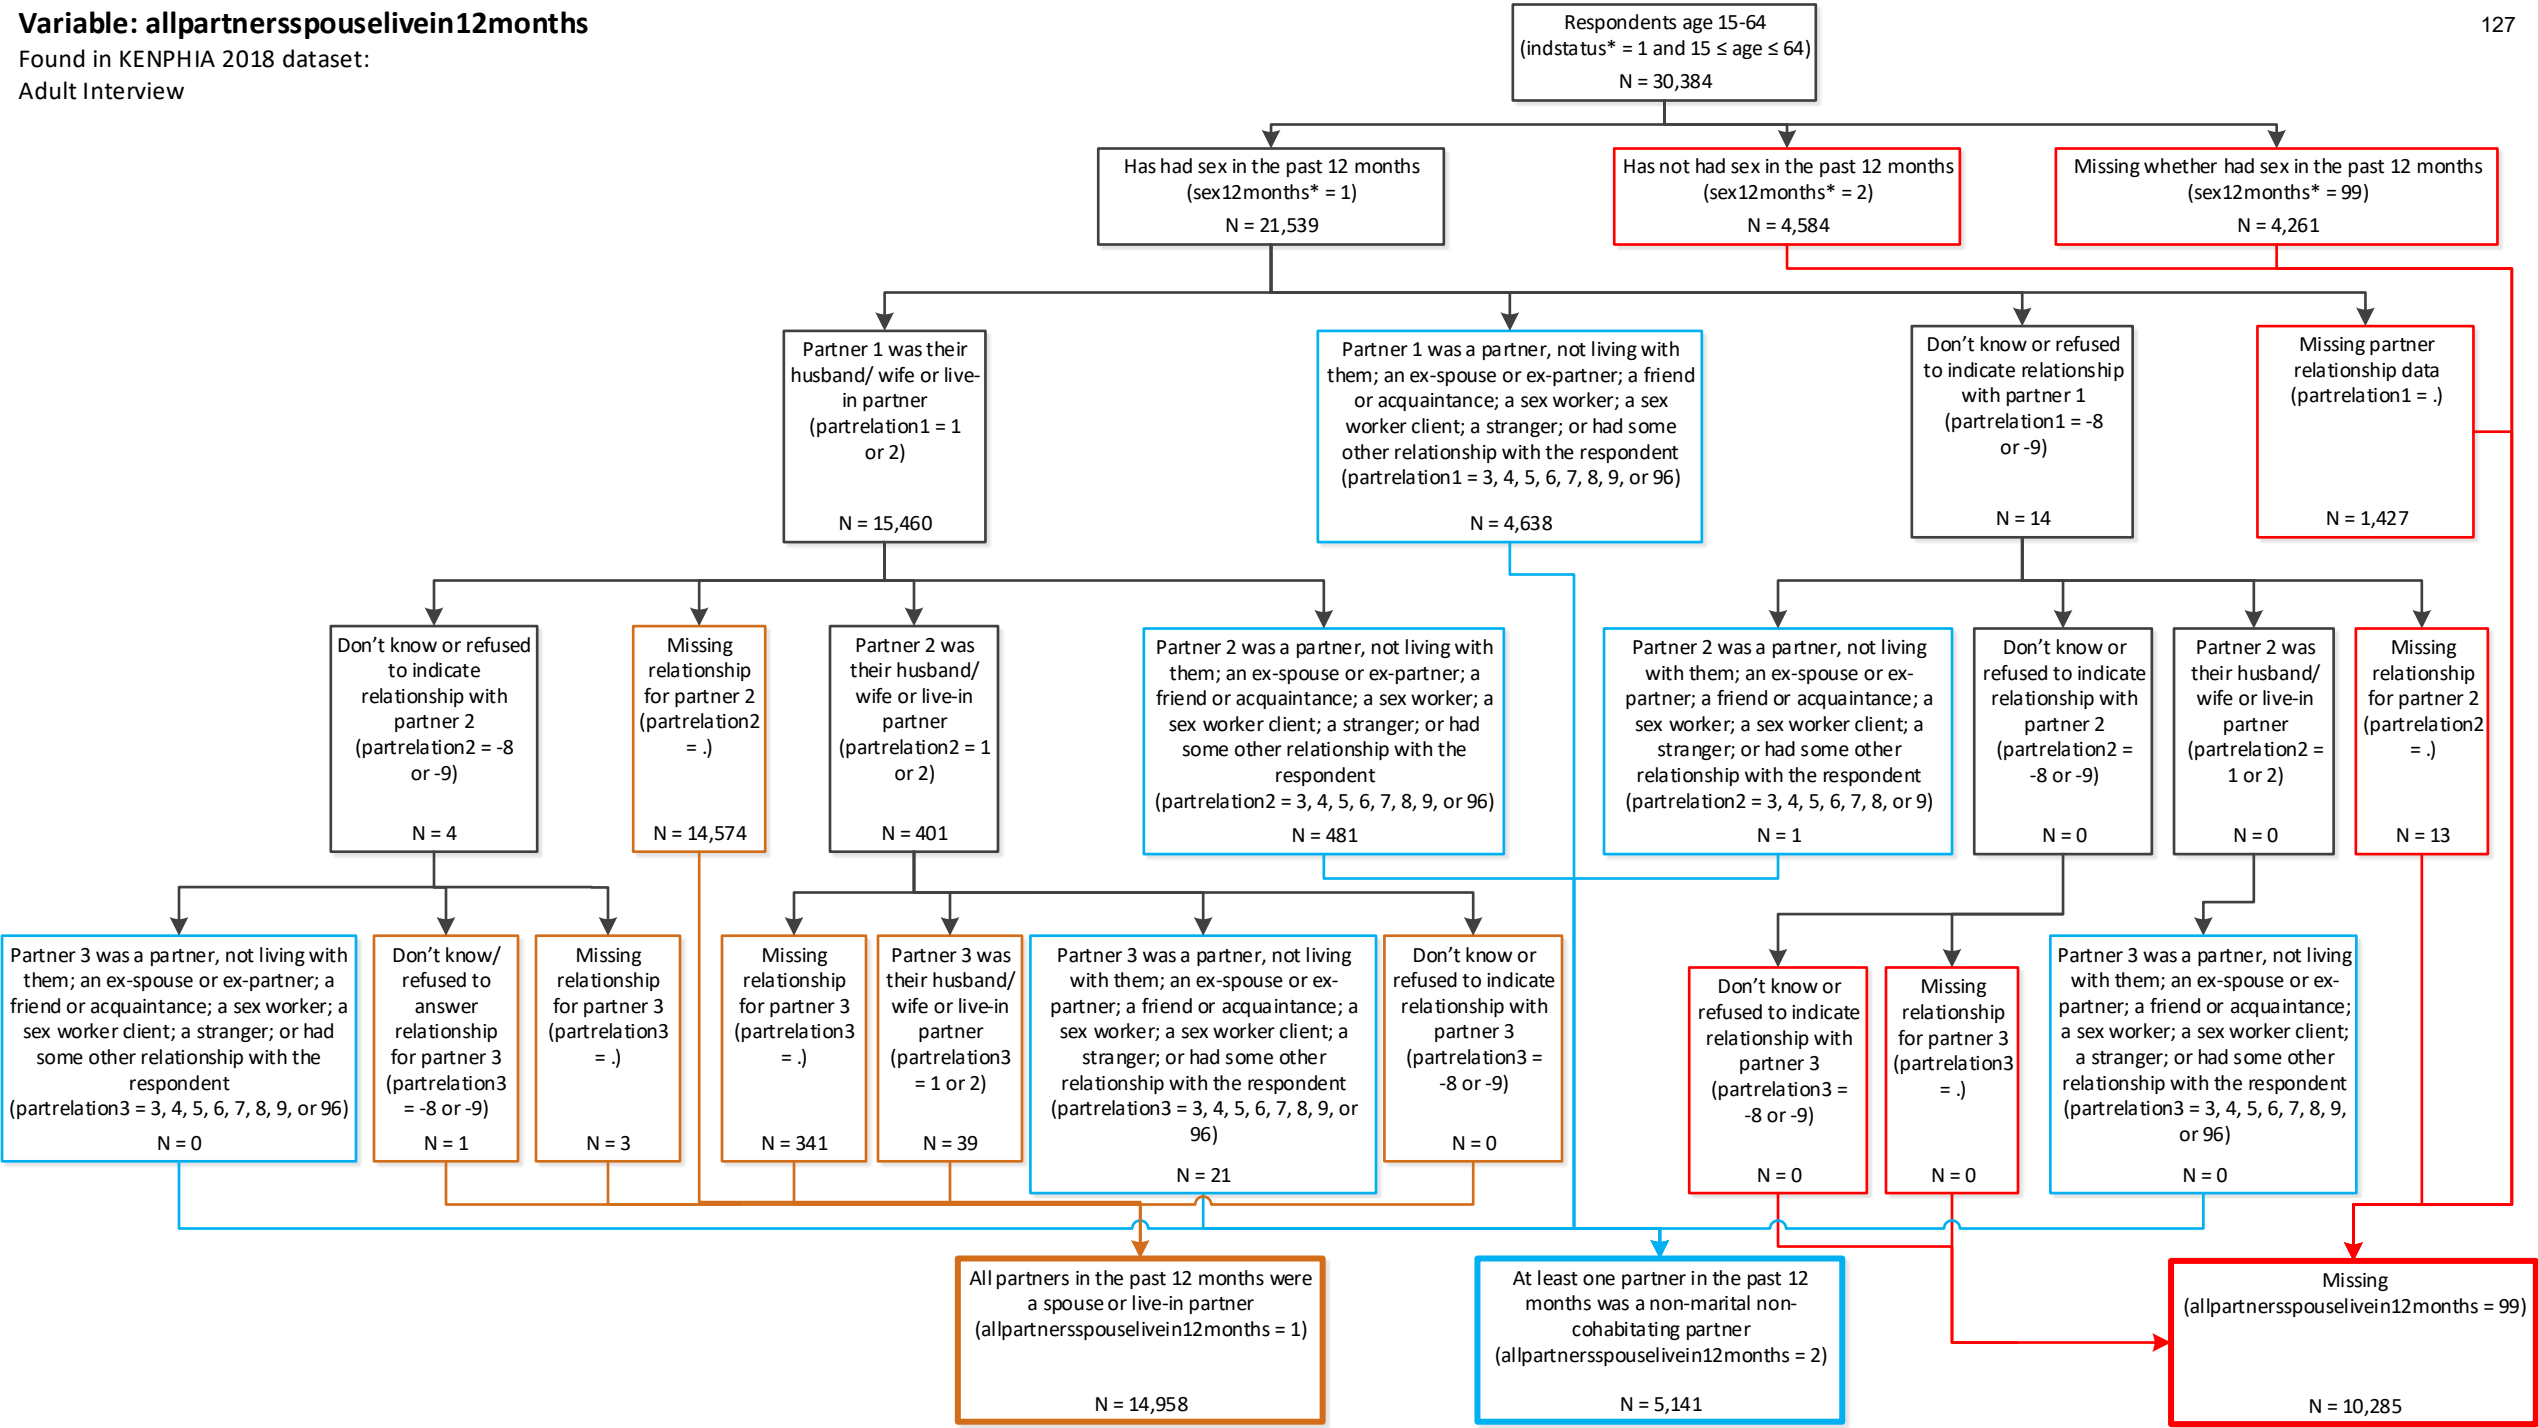 Variable: allpartnersspouselivein12months
Found in KENPHIA 2018 dataset:
Adult Interview
127
Respondents age 15-64
(indstatus* = 1 and 15 ≤ age ≤ 64)
N = 30,384
Has had sex in the past 12 months
(sex12months* = 1)
N = 21,539
Has not had sex in the past 12 months
(sex12months* = 2)
N = 4,584
Missing whether had sex in the past 12 months
(sex12months* = 99)
N = 4,261
Partner 1 was their
husband/ wife or live-
in partner
(partrelation1 = 1
or 2)
N = 15,460
Partner 1 was a partner, not living with
them; an ex-spouse or ex-partner; a friend
or acquaintance; a sex worker; a sex
worker client; a stranger; or had some
other relationship with the respondent
(partrelation1 = 3, 4, 5, 6, 7, 8, 9, or 96)
N = 4,638
Don't know or refused
to indicate relationship
with partner 1
(partrelation1 = -8
or -9)
N = 14
Missing partner
relationship data
(partrelation1 = .)
N = 1,427
Don't know or refused
to indicate
relationship with
partner 2
(partrelation2 = -8
or -9)
N = 4
Missing
relationship
for partner 2
(partrelation2
= .)
N = 14,574
Partner 2 was
their husband/
wife or live-in
partner
(partrelation2 = 1
or 2)
N = 401
Partner 2 was a partner, not living with
them; an ex-spouse or ex-partner; a
friend or acquaintance; a sex worker; a
sex worker client; a stranger; or had
some other relationship with the
respondent
(partrelation2 = 3, 4, 5, 6, 7, 8, 9, or 96)
N = 481
Partner 2 was a partner, not living
with them; an ex-spouse or ex-
partner; a friend or acquaintance; a
sex worker; a sex worker client; a
stranger; or had some other
relationship with the respondent
(partrelation2 = 3, 4, 5, 6, 7, 8, or 9)
N = 1
Don't know or
refused to indicate
relationship with
partner 2
(partrelation2 =
-8 or -9)
N = 0
Partner 2 was
their husband/
wife or live-in
partner
(partrelation2 =
1 or 2)
N = 0
Missing
relationship
for partner 2
(partrelation2
= .)
N = 13
Partner 3 was a partner, not living with
them; an ex-spouse or ex-partner; a
friend or acquaintance; a sex worker; a
sex worker client; a stranger; or had
some other relationship with the
respondent
(partrelation3 = 3, 4, 5, 6, 7, 8, 9, or 96)
N = 0
Don't know/
refused to
answer
relationship
for partner 3
(partrelation3
= -8 or -9)
N = 1
Missing
relationship
for partner 3
(partrelation3
= .)
N = 3
Missing
relationship
for partner 3
(partrelation3
= .)
N = 341
Partner 3 was
their husband/
wife or live-in
partner
(partrelation3
= 1 or 2)
N = 39
Partner 3 was a partner, not living
with them; an ex-spouse or ex-
partner; a friend or acquaintance; a
sex worker; a sex worker client; a
stranger; or had some other
relationship with the respondent
(partrelation3 = 3, 4, 5, 6, 7, 8, 9, or
96)
N = 21
Don't know or
refused to indicate
relationship with
partner 3
(partrelation3 =
-8 or -9)
N = 0
Don't know or
refused to indicate
relationship with
partner 3
(partrelation3 =
-8 or -9)
N = 0
Missing
relationship
for partner 3
(partrelation3
= .)
N = 0
Partner 3 was a partner, not living
with them; an ex-spouse or ex-
partner; a friend or acquaintance;
a sex worker; a sex worker client;
a stranger; or had some other
relationship with the respondent
(partrelation3 = 3, 4, 5, 6, 7, 8, 9,
or 96)
N = 0
All partners in the past 12 months were
a spouse or live-in partner
(allpartnersspouselivein12months = 1)
N = 14,958
At least one partner in the past 12
months was a non-marital non-
cohabitating partner
(allpartnersspouselivein12months = 2)
N = 5,141
Missing
(allpartnersspouselivein12months = 99)
N = 10,285